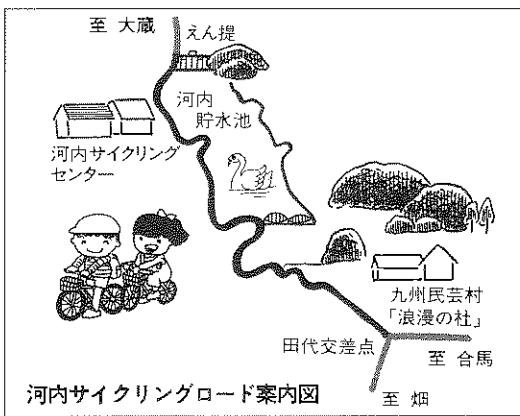 至 大蔵
えん提
河内
貯水池
河内サイクリング
センター
九州民芸村
「浪漫の社」
田代交差点
至 合馬
至 畑
河内サイクリングロード案内図